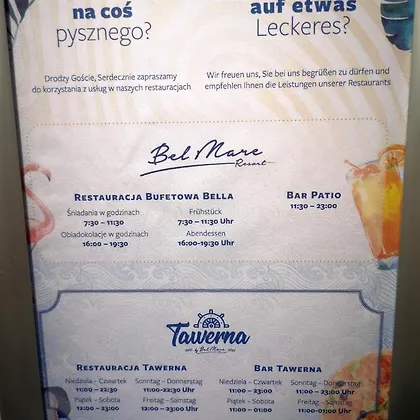 na coś
pysznego?
auf etwas
Leckeres?
Drodzy Goście, Serdecznie zapraszamy
do korzystania z usług w naszych restauracjach
Wir freuen uns, Sie bei uns begrüßen zu dürfen und
empfehlen Ihnen die Leistungen unserer Restaurants
Bel Mare
Resort
RESTAURACJA BUFETOWA BELLA
Śniadania w godzinach
7:30 – 11:30
Obiadokolacje w godzinach
16:00 – 19:30
Frühstück
7:30 – 11:30 Uhr
Abendessen
16:00-19:30 Uhr
BAR PATIO
11:30 – 23:00
Tawerna
by Bel Mare
RESTAURACJA TAWERNA
Niedziela – Czwartek
11:00 – 22:30
Piątek - Sobota
12:00 – 23:00
Sonntag – Donnerstag
11:00-22:30 Uhr
Freitag – Samstag
12:00 – 23:00 Uhr
BAR TAWERNA
Niedziela – Czwartek
11:00 – 23:00
Piątek - Sobota
11:00 – 01:00
Sonntag – Donnerstag
11:00 – 23:00 Uhr
Freitag – Samstag
11:00-01:00 Uhr